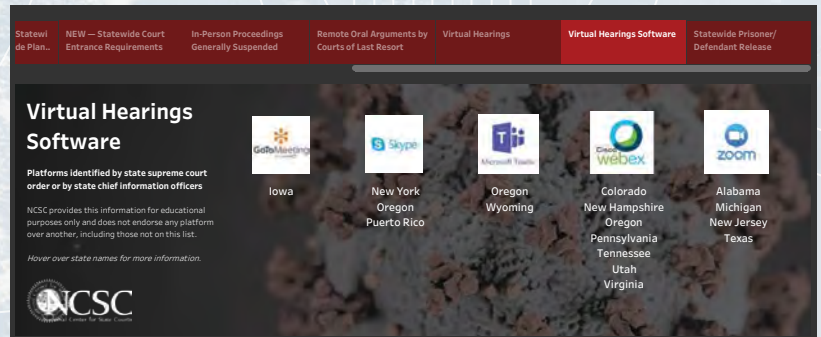 Statewi
de Plan..
NEW — Statewide Court
Entrance Requirements
In-Person Proceedings
Generally Suspended
Remote Oral Arguments by
Courts of Last Resort
Virtual Hearings
Virtual Hearings Software
Statewide Prisoner/
Defendant Release
Virtual Hearings
Software
Platforms identified by state supreme court
order or by state chief information officers
NCSC provides this information for educational
purposes only and does not endorse any platform
over another, including those not on this list.
Hover over state names for more information.
NCSC
National Center for State Courts
GoToMeeting
Iowa
Skype
New York
Oregon
Puerto Rico
Microsoft Teams
Oregon
Wyoming
Cisco
webex
Colorado
New Hampshire
Oregon
Pennsylvania
Tennessee
Utah
Virginia
zoom
Alabama
Michigan
New Jersey
Texas